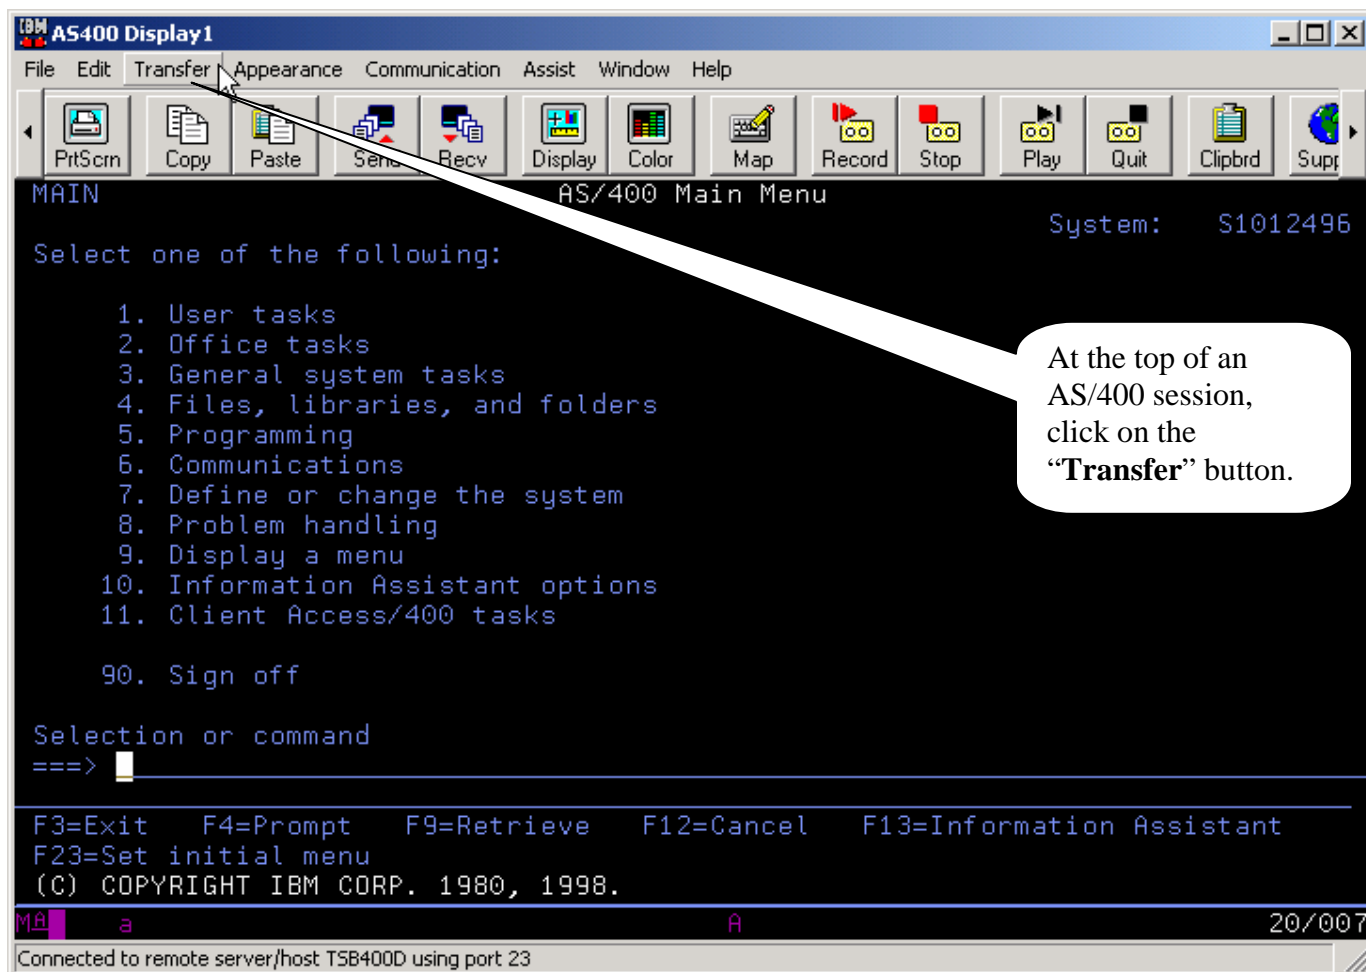 IBM AS400 Display1
File Edit Transfer Appearance Communication Assist Window Help
PrtScrn Copy Paste Send Recv Display Color Map Record Stop Play Quit Clipbrd
MAIN AS/400 Main Menu
System: S1012496
Select one of the following:
1. User tasks
2. Office tasks
3. General system tasks
4. Files, libraries, and folders
5. Programming
6. Communications
7. Define or change the system
8. Problem handling
9. Display a menu
10. Information Assistant options
11. Client Access/400 tasks
90. Sign off
At the top of an
AS/400 session,
click on the
“Transfer” button.
Selection or command
===>
F3=Exit F4=Prompt F9=Retrieve F12=Cancel F13=Information Assistant
F23=Set initial menu
(C) COPYRIGHT IBM CORP. 1980, 1998.
MA a A 20/007
Connected to remote server/host TSB400D using port 23